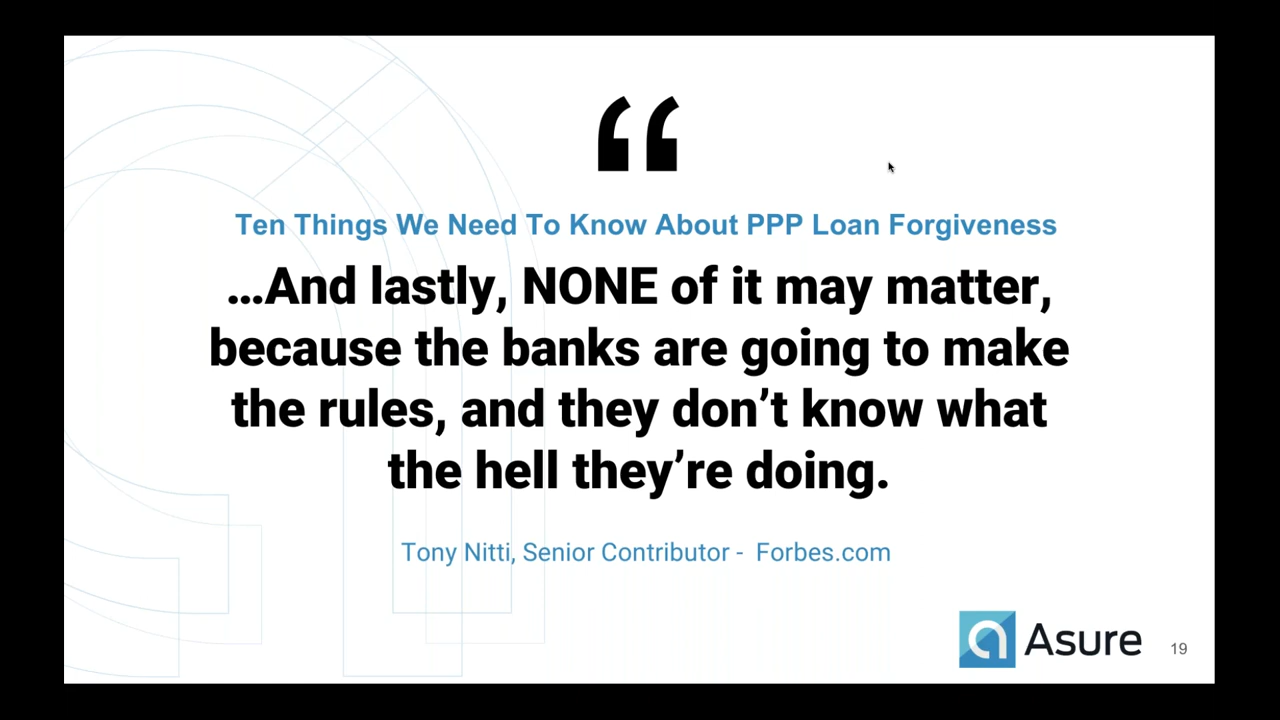 “
Ten Things We Need To Know About PPP Loan Forgiveness
...And lastly, NONE of it may matter,
because the banks are going to make
the rules, and they don’t know what
the hell they’re doing.
Tony Nitti, Senior Contributor - Forbes.com
Asure
19